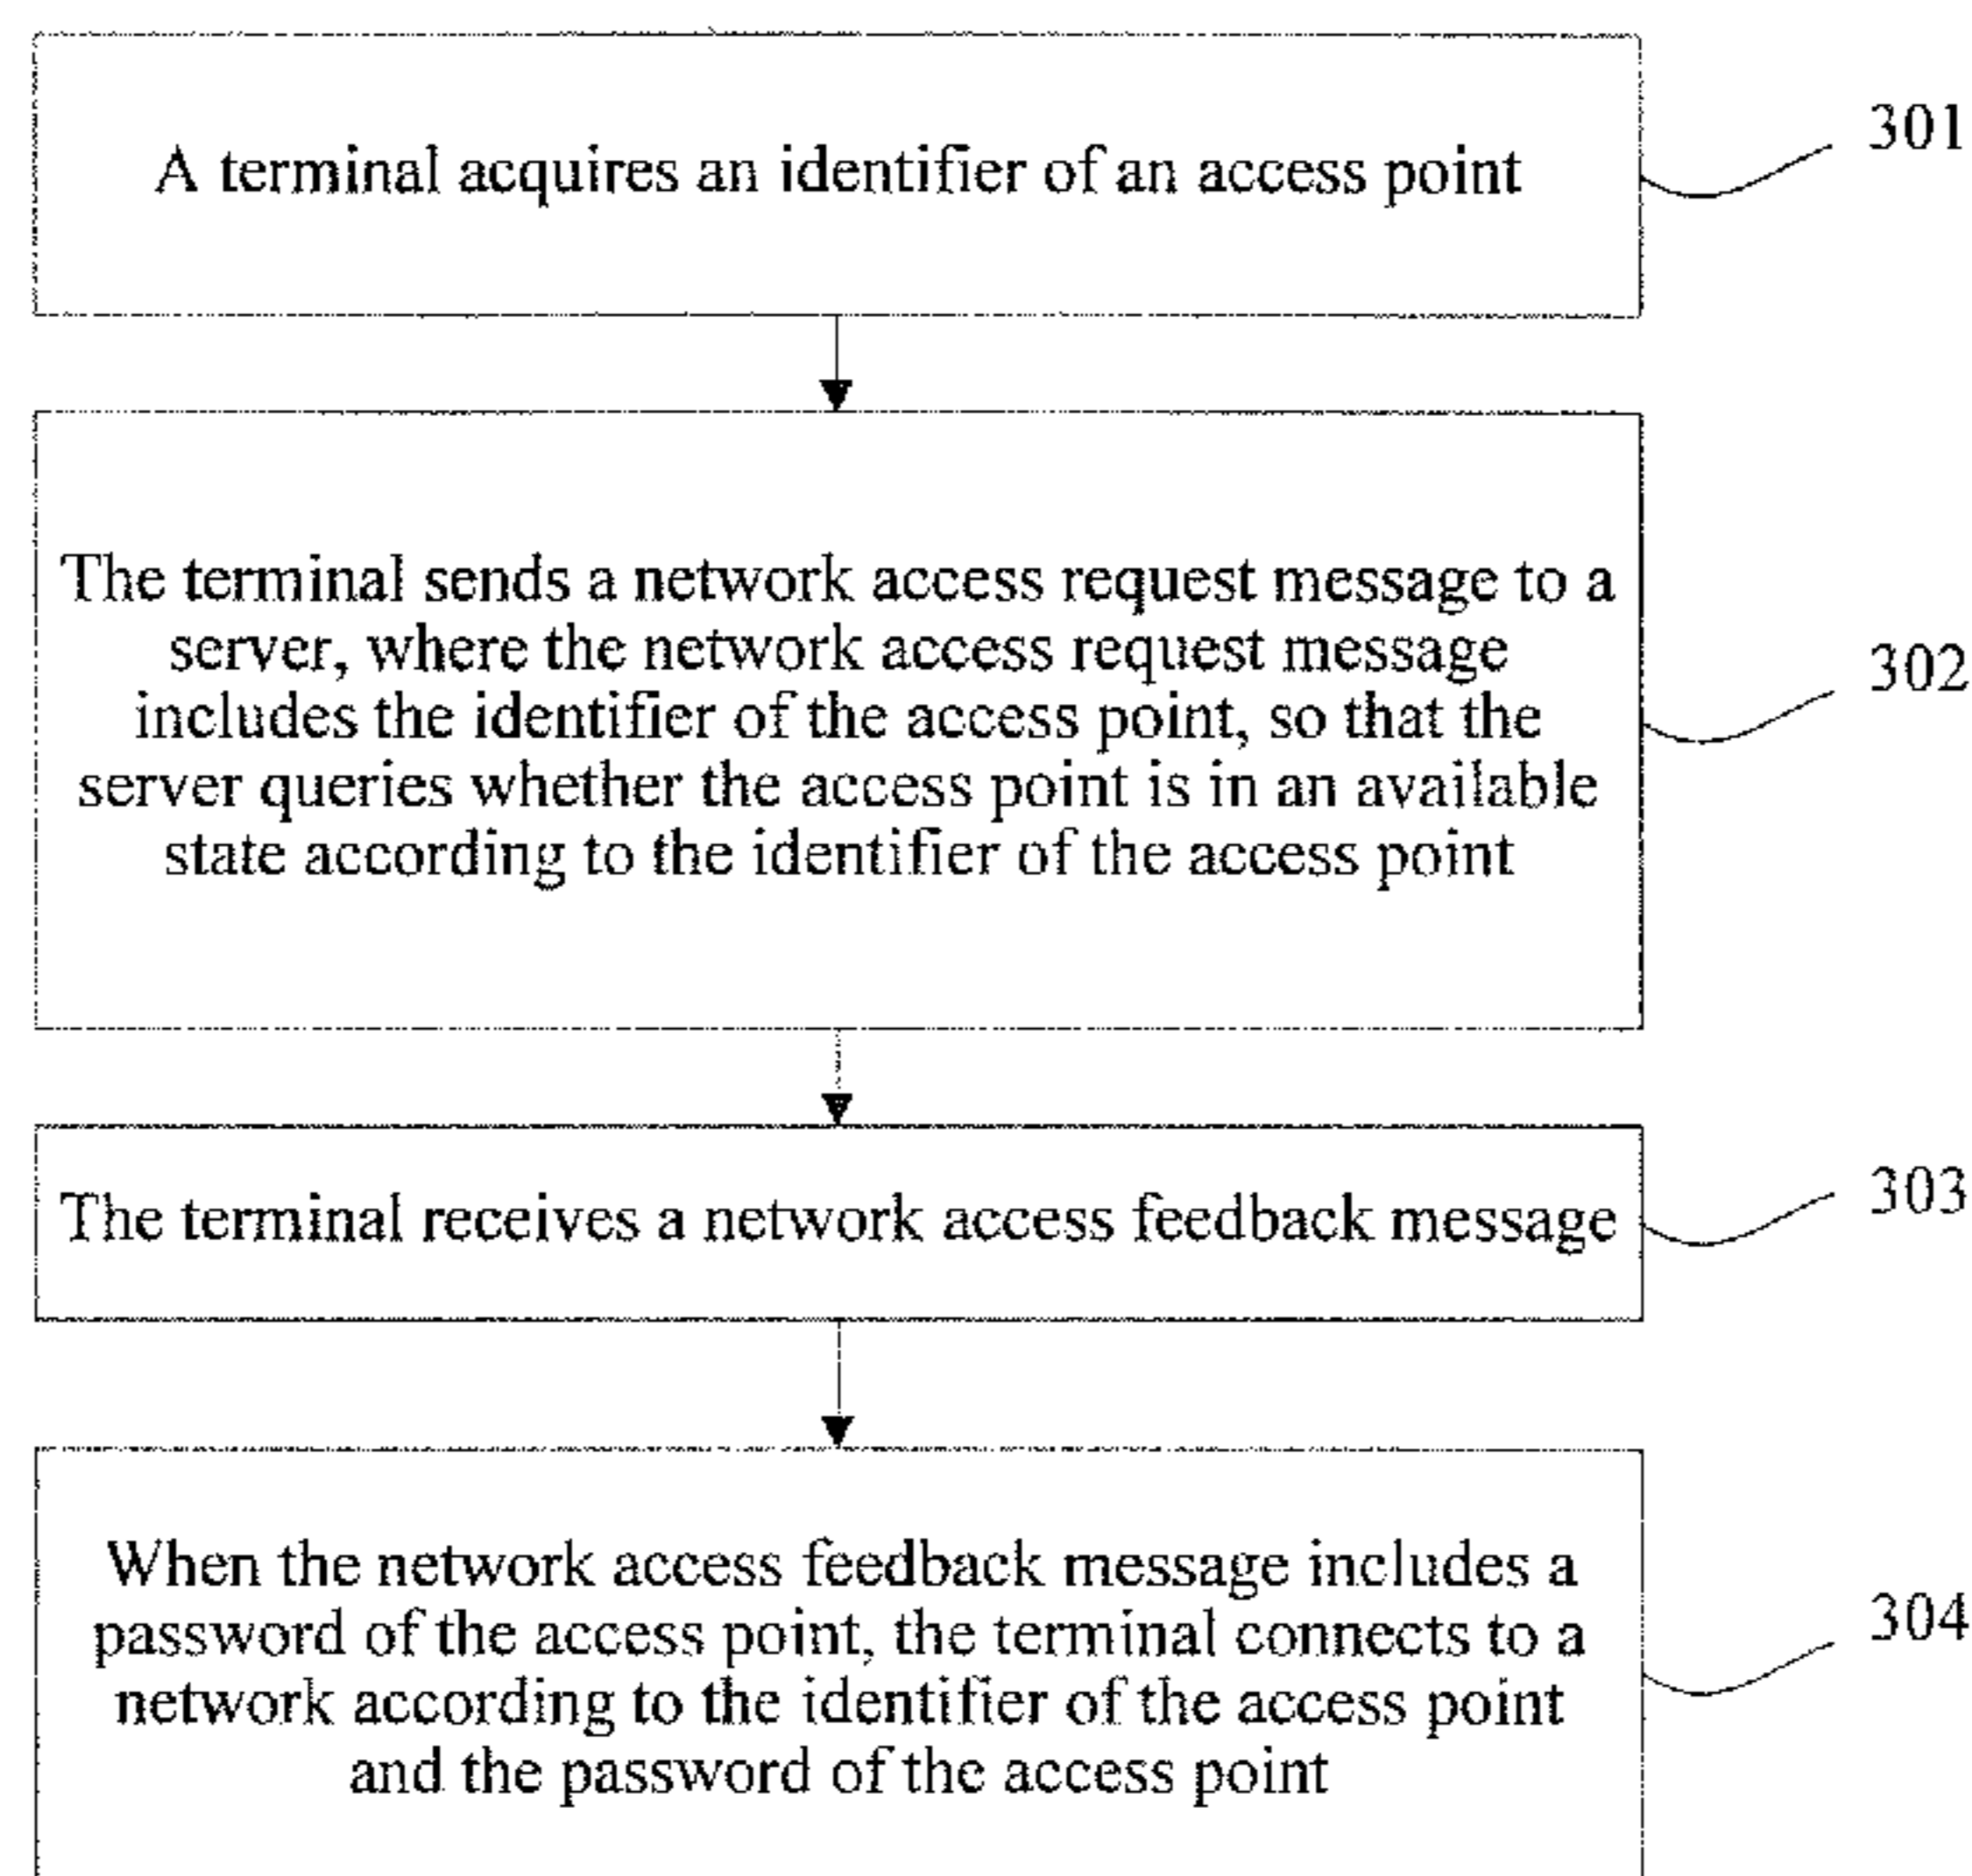 A terminal acquires an identifier of an access point
301
The terminal sends a network access request message to a
server, where the network access request message
includes the identifier of the access point, so that the
server queries whether the access point is in an available
state according to the identifier of the access point
302
The terminal receives a network access feedback message
303
When the network access feedback message includes a
password of the access point, the terminal connects to a
network according to the identifier of the access point
and the password of the access point
304